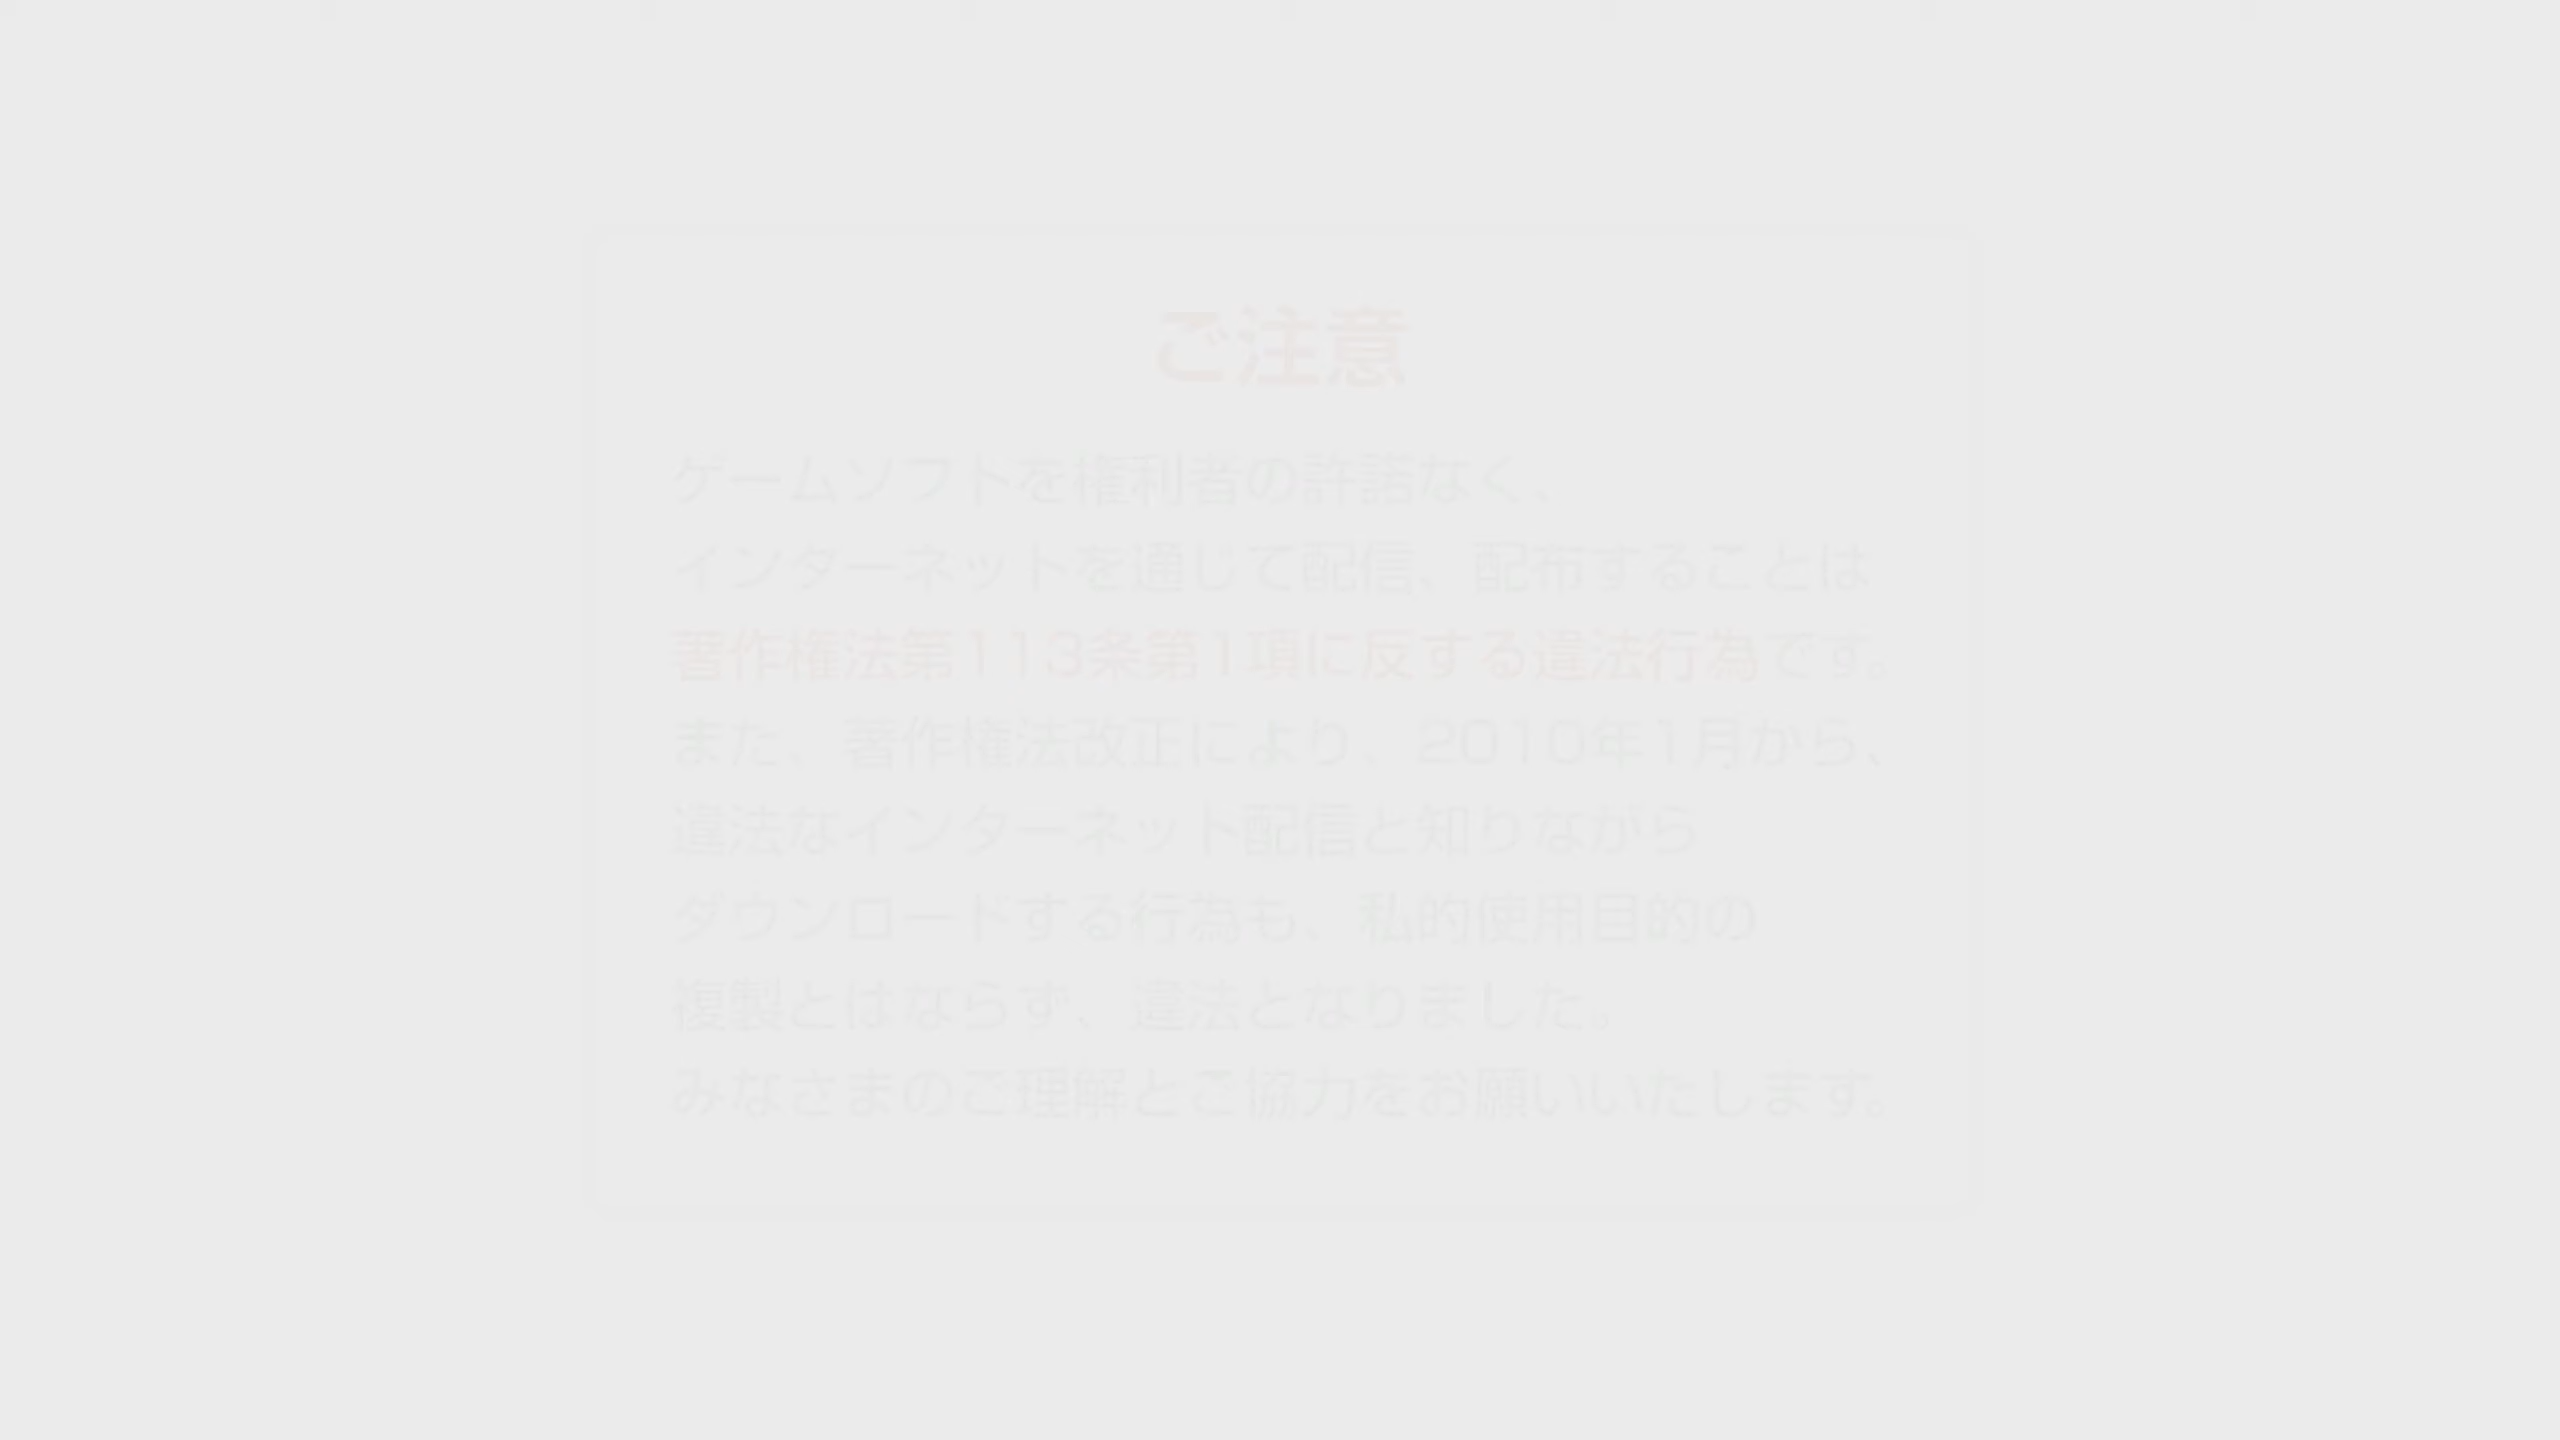 ご注意
ゲームソフトを権利者の許諾なく、
インターネットを通じて配信、配布することは
著作権法第113条第1項に反する違法行為です。
また、著作権法改正により、2010年1月から、
違法なインターネット配信と知りながら
ダウンロードする行為も、私的使用目的の
複製とはならず、違法となりました。
みなさまのご理解とご協力をお願いいたします。